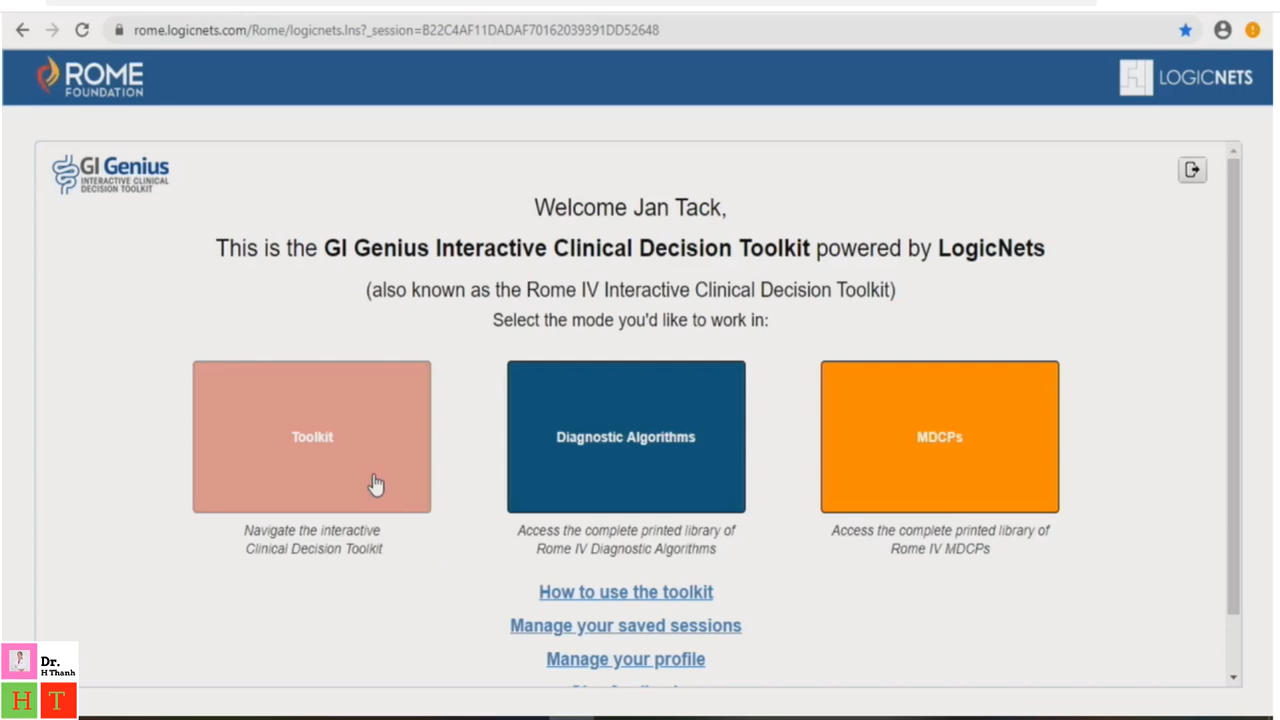 rome.logicnets.com/Rome/logicnets.lns?_session=B22C4AF11DADAF70162039391DD52648
ROME
FOUNDATION
LOGICNETS
GI Genius
INTERACTIVE CLINICAL
DECISION TOOLKIT
Welcome Jan Tack,
This is the GI Genius Interactive Clinical Decision Toolkit powered by LogicNets
(also known as the Rome IV Interactive Clinical Decision Toolkit)
Select the mode you'd like to work in:
Toolkit
Diagnostic Algorithms
MDCPs
Navigate the interactive
Clinical Decision Toolkit
Access the complete printed library of
Rome IV Diagnostic Algorithms
Access the complete printed library of
Rome IV MDCPs
How to use the toolkit
Manage your saved sessions
Manage your profile
Dr.
H Thanh
H T